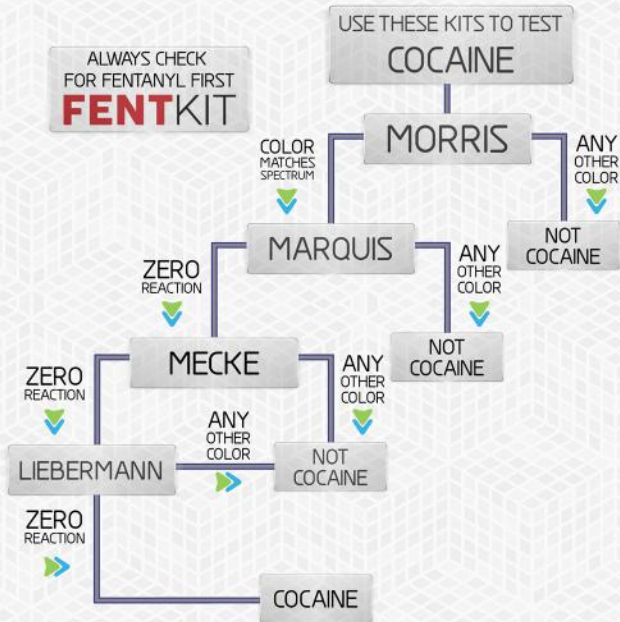 USE THESE KITS TO TEST
COCAINE
ALWAYS CHECK
FOR FENTANYL FIRST
FENTKIT
MORRIS
COLOR
MATCHES
SPECTRUM
ANY
OTHER
COLOR
NOT
COCAINE
MARQUIS
ZERO
REACTION
ANY
OTHER
COLOR
NOT
COCAINE
MECKE
ZERO
REACTION
ANY
OTHER
COLOR
ANY
OTHER
COLOR
NOT
COCAINE
LIEBERMANN
ZERO
REACTION
COCAINE